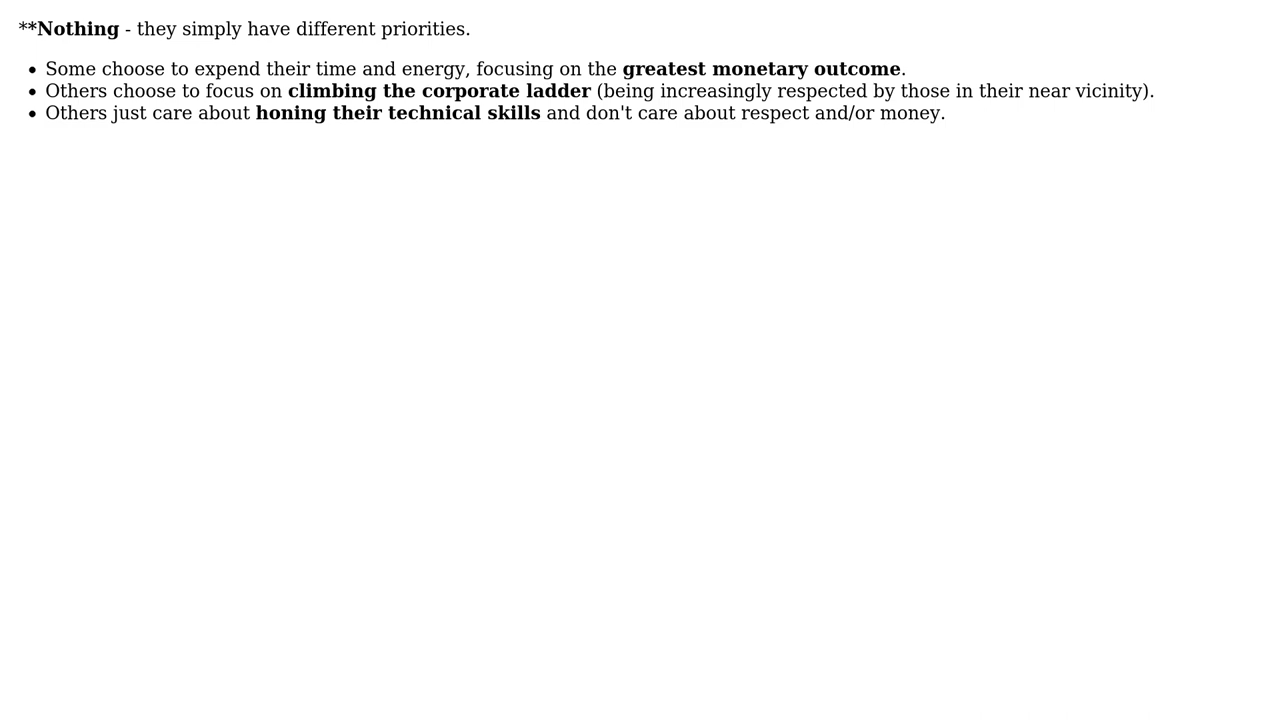 **Nothing - they simply have different priorities.
• Some choose to expend their time and energy, focusing on the greatest monetary outcome.
• Others choose to focus on climbing the corporate ladder (being increasingly respected by those in their near vicinity).
• Others just care about honing their technical skills and don't care about respect and/or money.